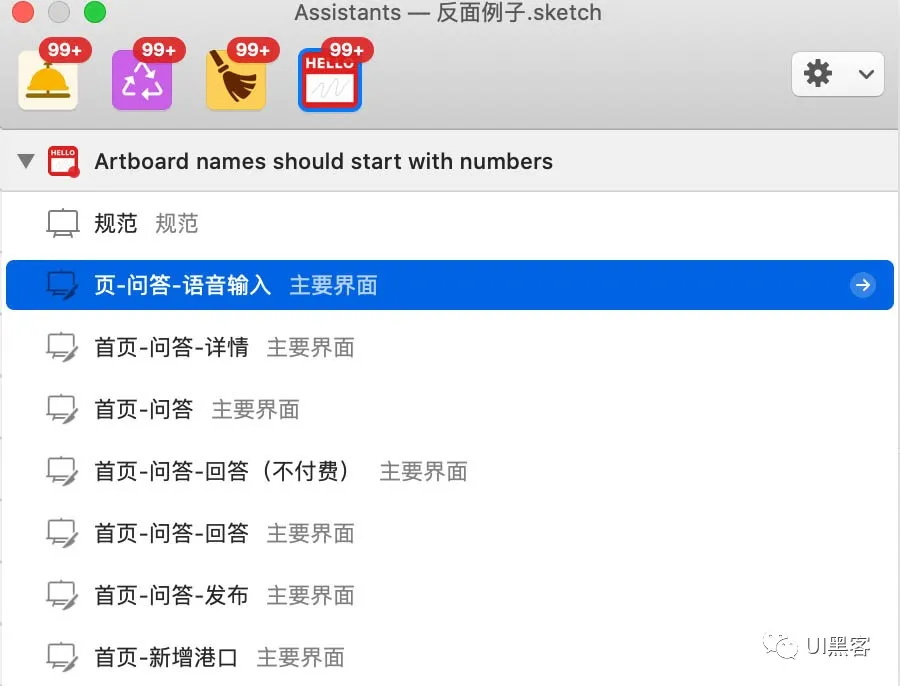 Assistants — 反面例子.sketch
99+ 99+ 99+ 99+
HELLO
HELLO Artboard names should start with numbers
规范 规范
页-问答-语音输入 主要界面
首页-问答-详情 主要界面
首页-问答 主要界面
首页-问答-回答（不付费） 主要界面
首页-问答-回答 主要界面
首页-问答-发布 主要界面
首页-新增港口 主要界面
UI黑客